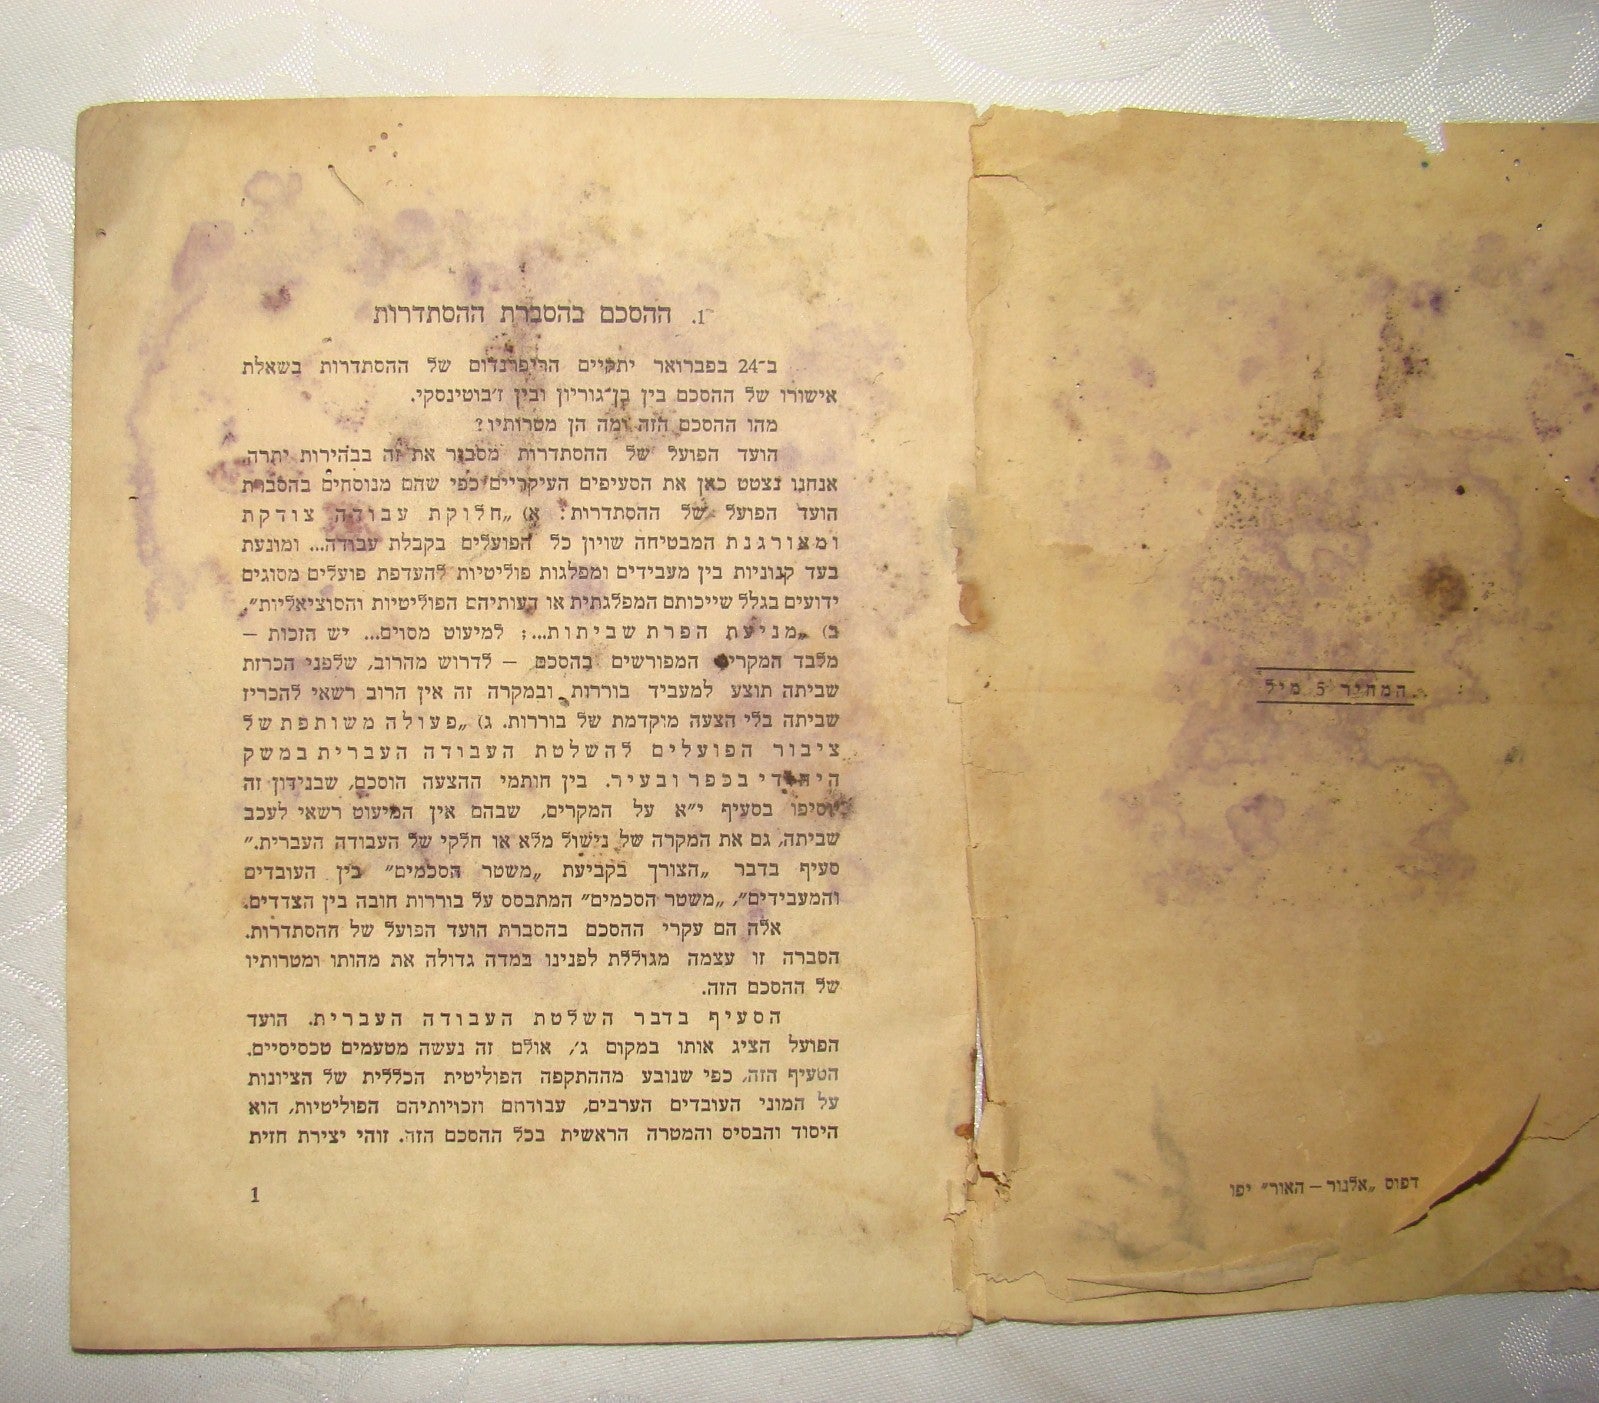 המחיר 5 מיל
דפוס „אלנור – האור״ יפו
1. ההסכם בהסברת ההסתדרות
ב־24 בפברואר יתקיים הריפרנדום של ההסתדרות בשאלת
אישורו של ההסכם בין בן־גוריון ובין ז׳בוטינסקי.
מהו ההסכם הזה ומה הן מטרותיו?
הועד הפועל של ההסתדרות מסביר את זה בבהירות יתרה.
אנחנו נצטט כאן את הסעיפים העיקריים כפי שהם מנוסחים בהסברת
הועד הפועל של ההסתדרות: א) „חלוקת עבודה צודקת
ומאורגנת המבטיחה שויון כל הפועלים בקבלת עבודה... ומונעת
בעד קנוניות בין מעבידים ומפלגות פוליטיות להעדפת פועלים מסוגים
ידועים בגלל שייכותם המפלגתית או דעותיהם הפוליטיות והסוציאליות״,
ב) „מניעת הפרת שביתות...; למיעוט מסוים... יש הזכות –
מלבד המקרים המפורשים בהסכם – לדרוש מהרוב, שלפני הכרזת
שביתה תוצע למעביד בוררות ובמקרה זה אין הרוב רשאי להכריז
שביתה בלי הצעה מוקדמת של בוררות. ג) „פעולה משותפת של
ציבור הפועלים להשלטת העבודה העברית במשק
היהודי בכפר ובעיר. בין חותמי ההצעה הוסכם, שבנידון זה
יוסיפו בסעיף י״א על המקרים, שבהם אין המיעוט רשאי לעכב
שביתה, גם את המקרה של נישול מלא או חלקי של העבודה העברית.״
סעיף בדבר „הצורך בקביעת „משטר הסכמים״ בין העובדים
והמעבידים״, „משטר הסכמים״ המתבסס על בוררות חובה בין הצדדים.
אלה הם עקרי ההסכם בהסברת הועד הפועל של ההסתדרות.
הסברה זו עצמה מגוללת לפנינו במדה גדולה את מהותו ומטרותיו
של ההסכם הזה.
הסעיף בדבר השלטת העבודה העברית. הועד
הפועל הציג אותו במקום ג׳, אולם זה נעשה מטעמים טכסיסיים.
הסעיף הזה, כפי שנובע מההתקפה הפוליטית הכללית של הציונות
על המוני העובדים הערבים, עבודתם וזכויותיהם הפוליטיות, הוא
היסוד והבסיס והמטרה הראשית בכל ההסכם הזה. זוהי יצירת חזית
1